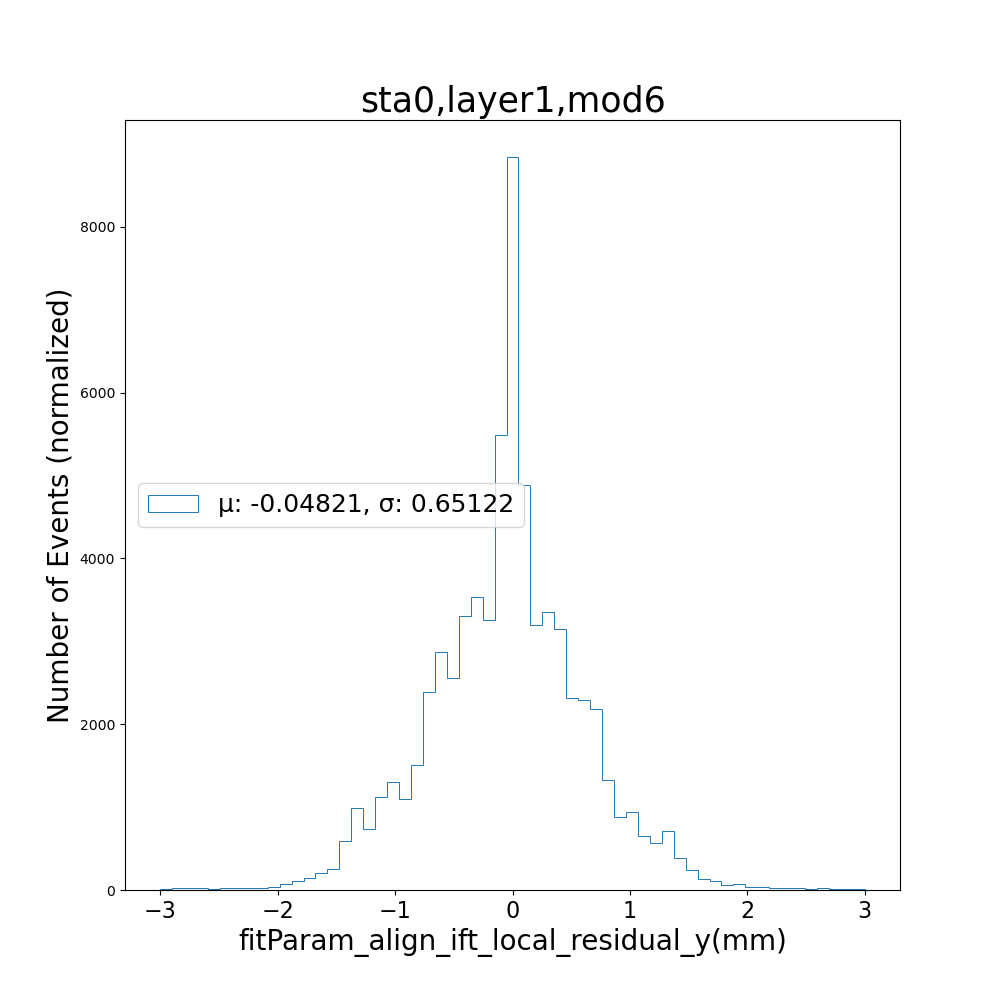 sta0,layer1,mod6
Number of Events (normalized)
8000
6000
4000
2000
0
μ: -0.04821, σ: 0.65122
−3 −2 −1 0 1 2 3
fitParam_align_ift_local_residual_y(mm)